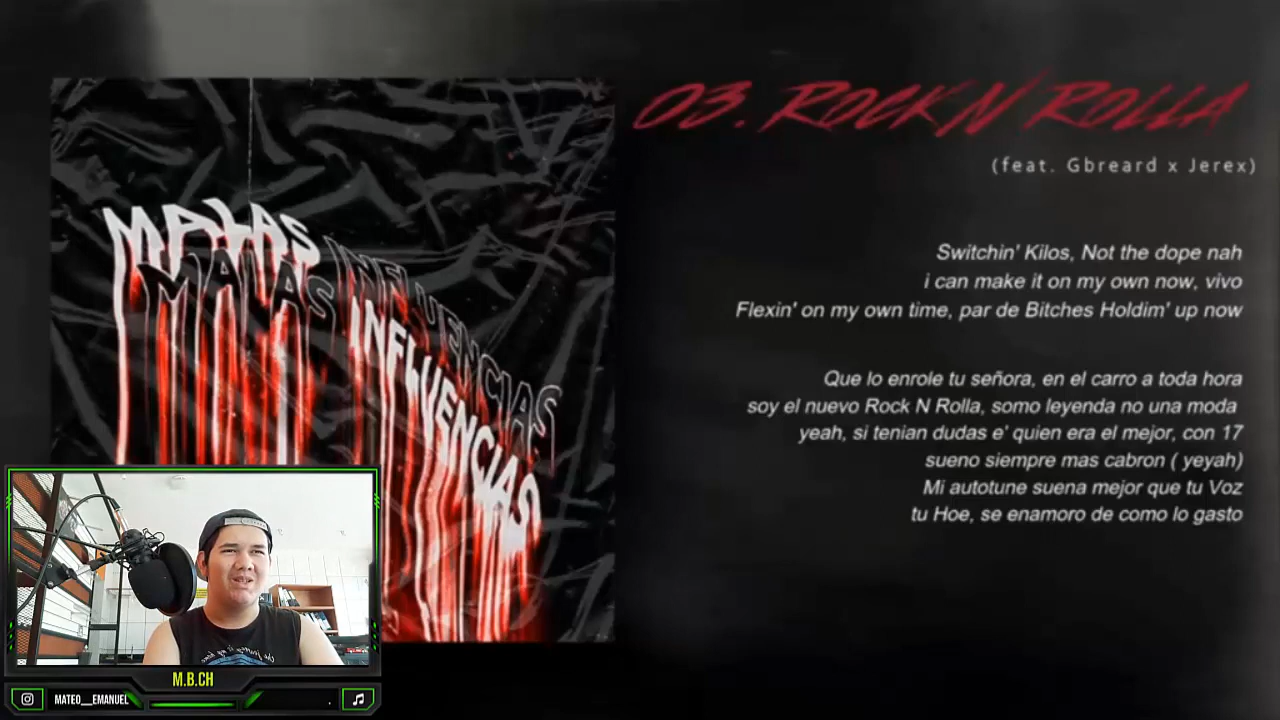 03. ROCK N ROLLA
(feat. Gbreard x Jerex)
MALAS
MALAS
INFLUENCIAS
INFLUENCIAS
Switchin' Kilos, Not the dope nah
i can make it on my own now, vivo
Flexin' on my own time, par de Bitches Holdim' up now
Que lo enrole tu señora, en el carro a toda hora
soy el nuevo Rock N Rolla, somo leyenda no una moda
yeah, si tenian dudas e' quien era el mejor, con 17
sueno siempre mas cabron ( yeyah)
Mi autotune suena mejor que tu Voz
tu Hoe, se enamoro de como lo gasto
M.B.CH
MATEO__EMANUEL